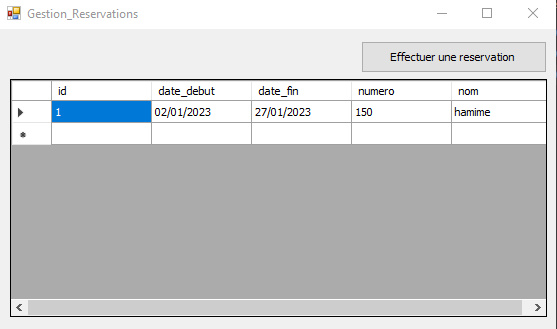 Gestion_Reservations
Effectuer une reservation
id date_debut date_fin numero nom
1 02/01/2023 27/01/2023 150 hamime